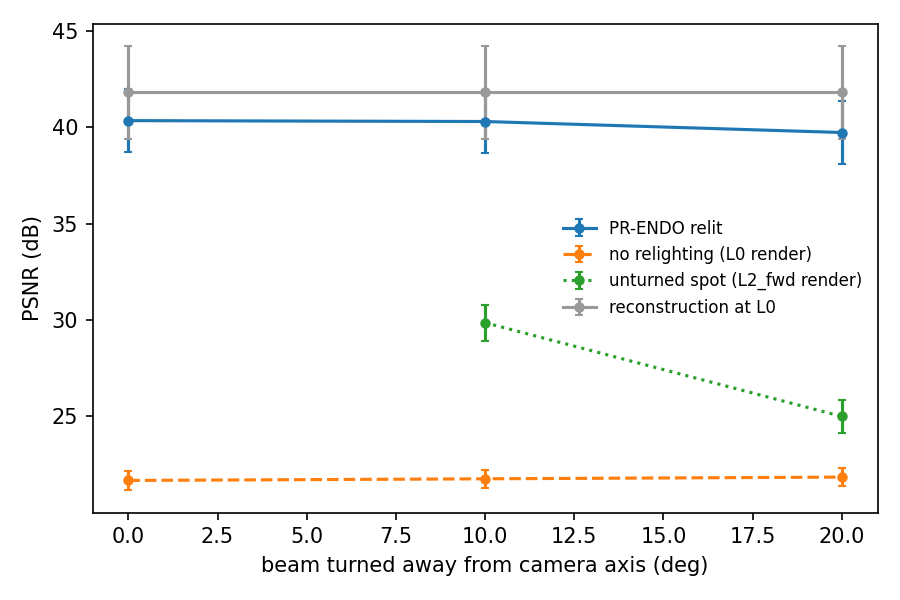 45
40
35
30
25
PSNR (dB)
PR-ENDO relit
no relighting (L0 render)
unturned spot (L2_fwd render)
reconstruction at L0
0.0 2.5 5.0 7.5 10.0 12.5 15.0 17.5 20.0
beam turned away from camera axis (deg)